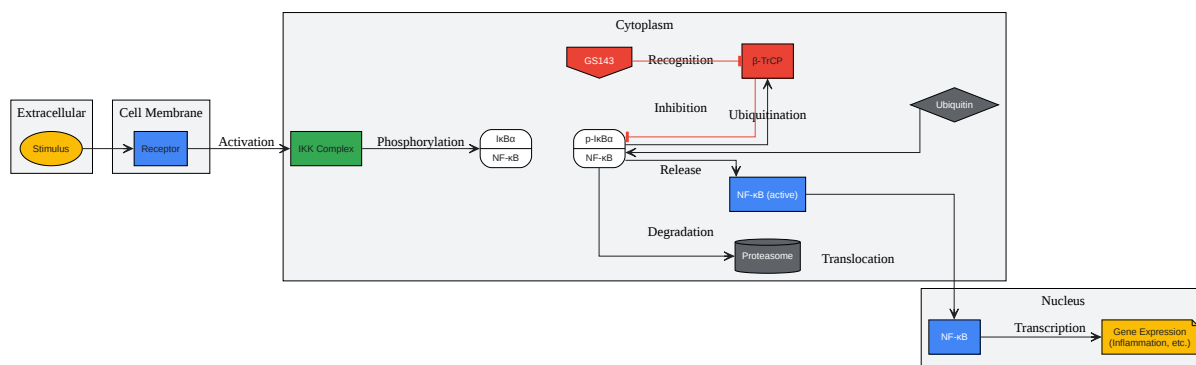 Cytoplasm
GS143
Recognition
β-TrCP
Extracellular
Cell Membrane
Inhibition
Ubiquitination
Ubiquitin
Stimulus
Receptor
Activation
IKK Complex
Phosphorylation
IκBα
NF-κB
p-IκBα
NF-κB
Release
NF-κB (active)
Degradation
Proteasome
Translocation
Nucleus
NF-κB
Transcription
Gene Expression
(Inflammation, etc.)